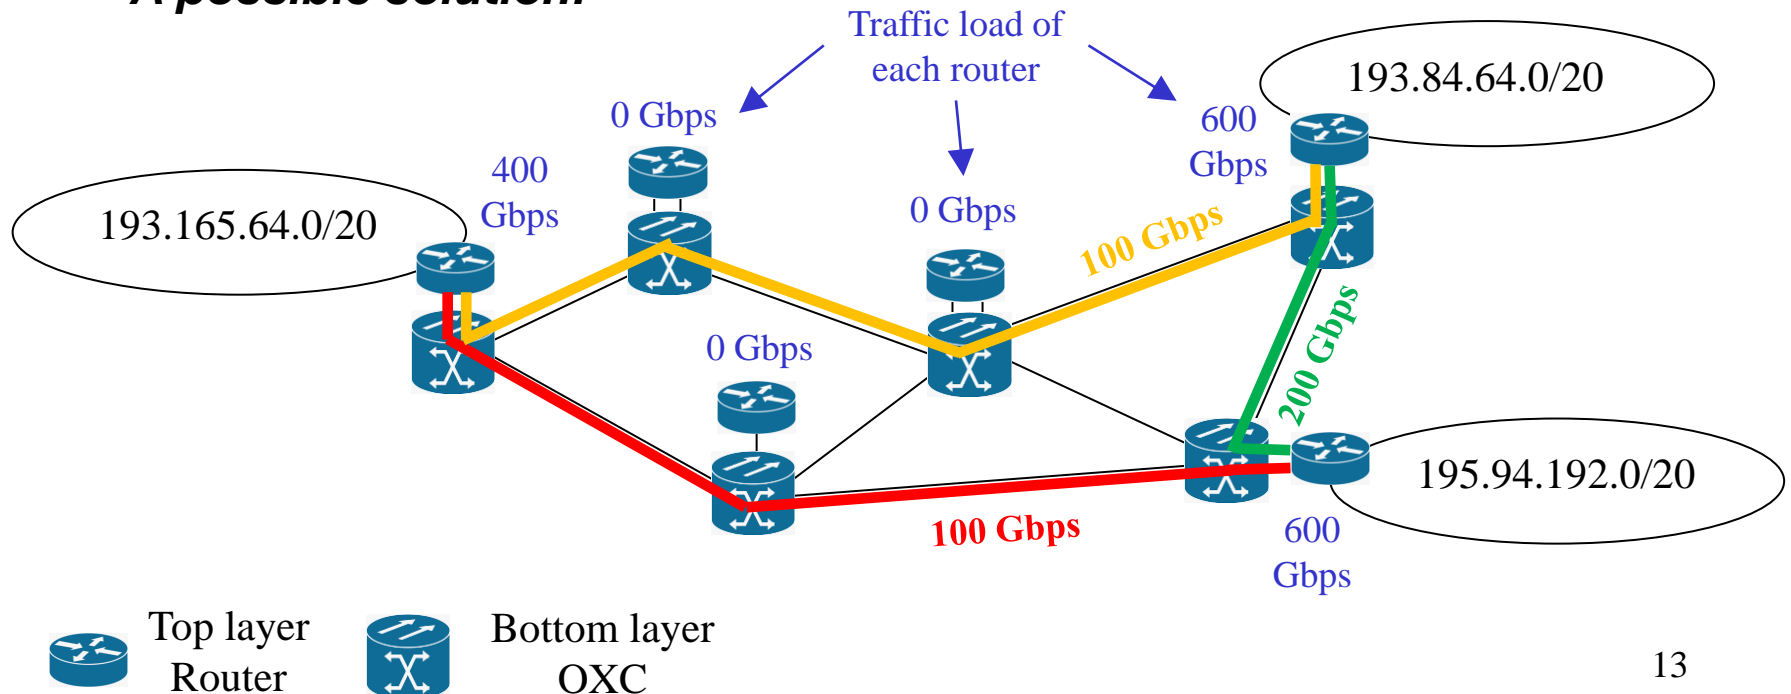 A possible solution:
Traffic load of
each router
193.84.64.0/20
0 Gbps
600
Gbps
400
Gbps
193.165.64.0/20
0 Gbps
100 Gbps
0 Gbps
200 Gbps
195.94.192.0/20
100 Gbps
600
Gbps
Top layer
Router
Bottom layer
OXC
13